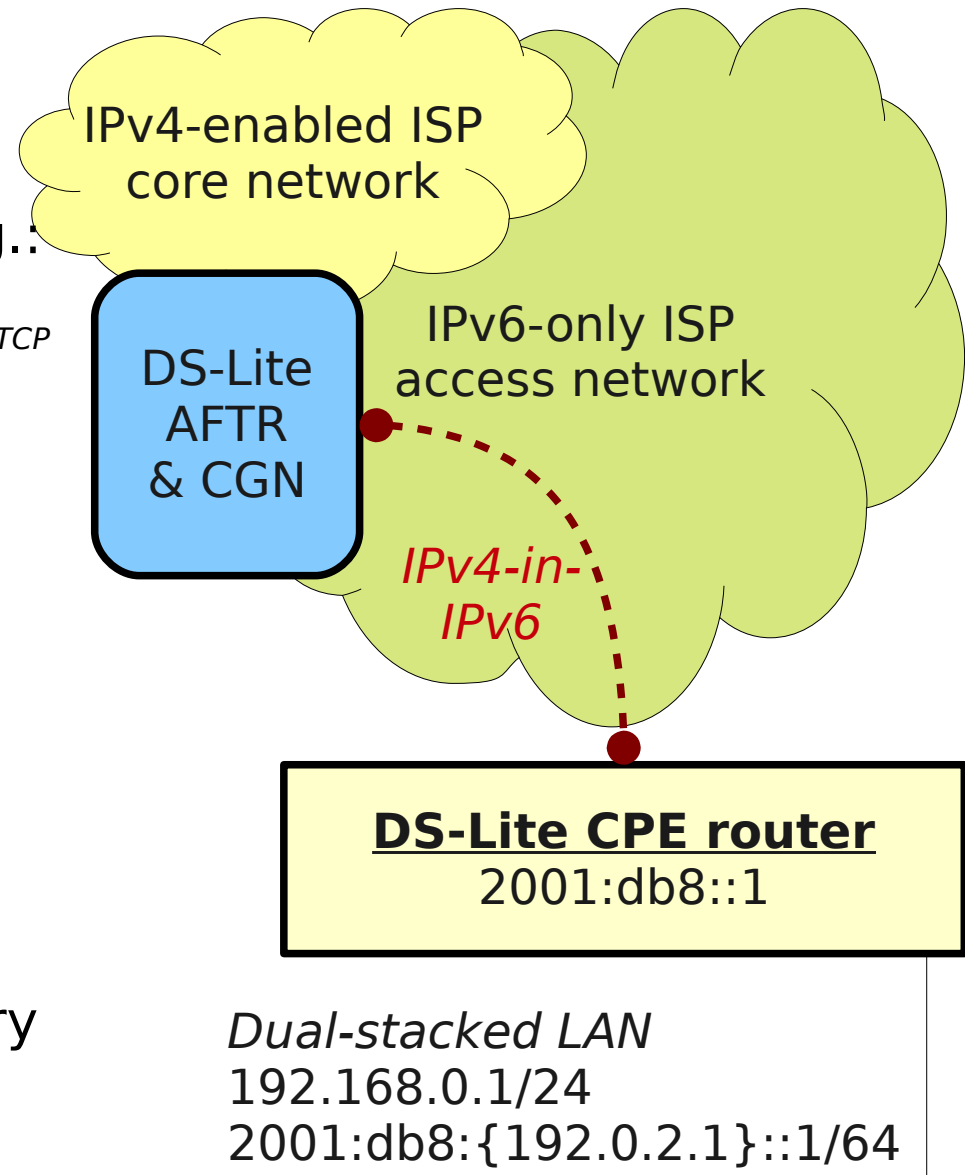 IPv4-enabled ISP
core network
g.:
TCP
IPv6-only ISP
access network
DS-Lite
AFTR
& CGN
IPv4-in-
IPv6
DS-Lite CPE router
2001:db8::1
ry
Dual-stacked LAN
192.168.0.1/24
2001:db8:{192.0.2.1}::1/64